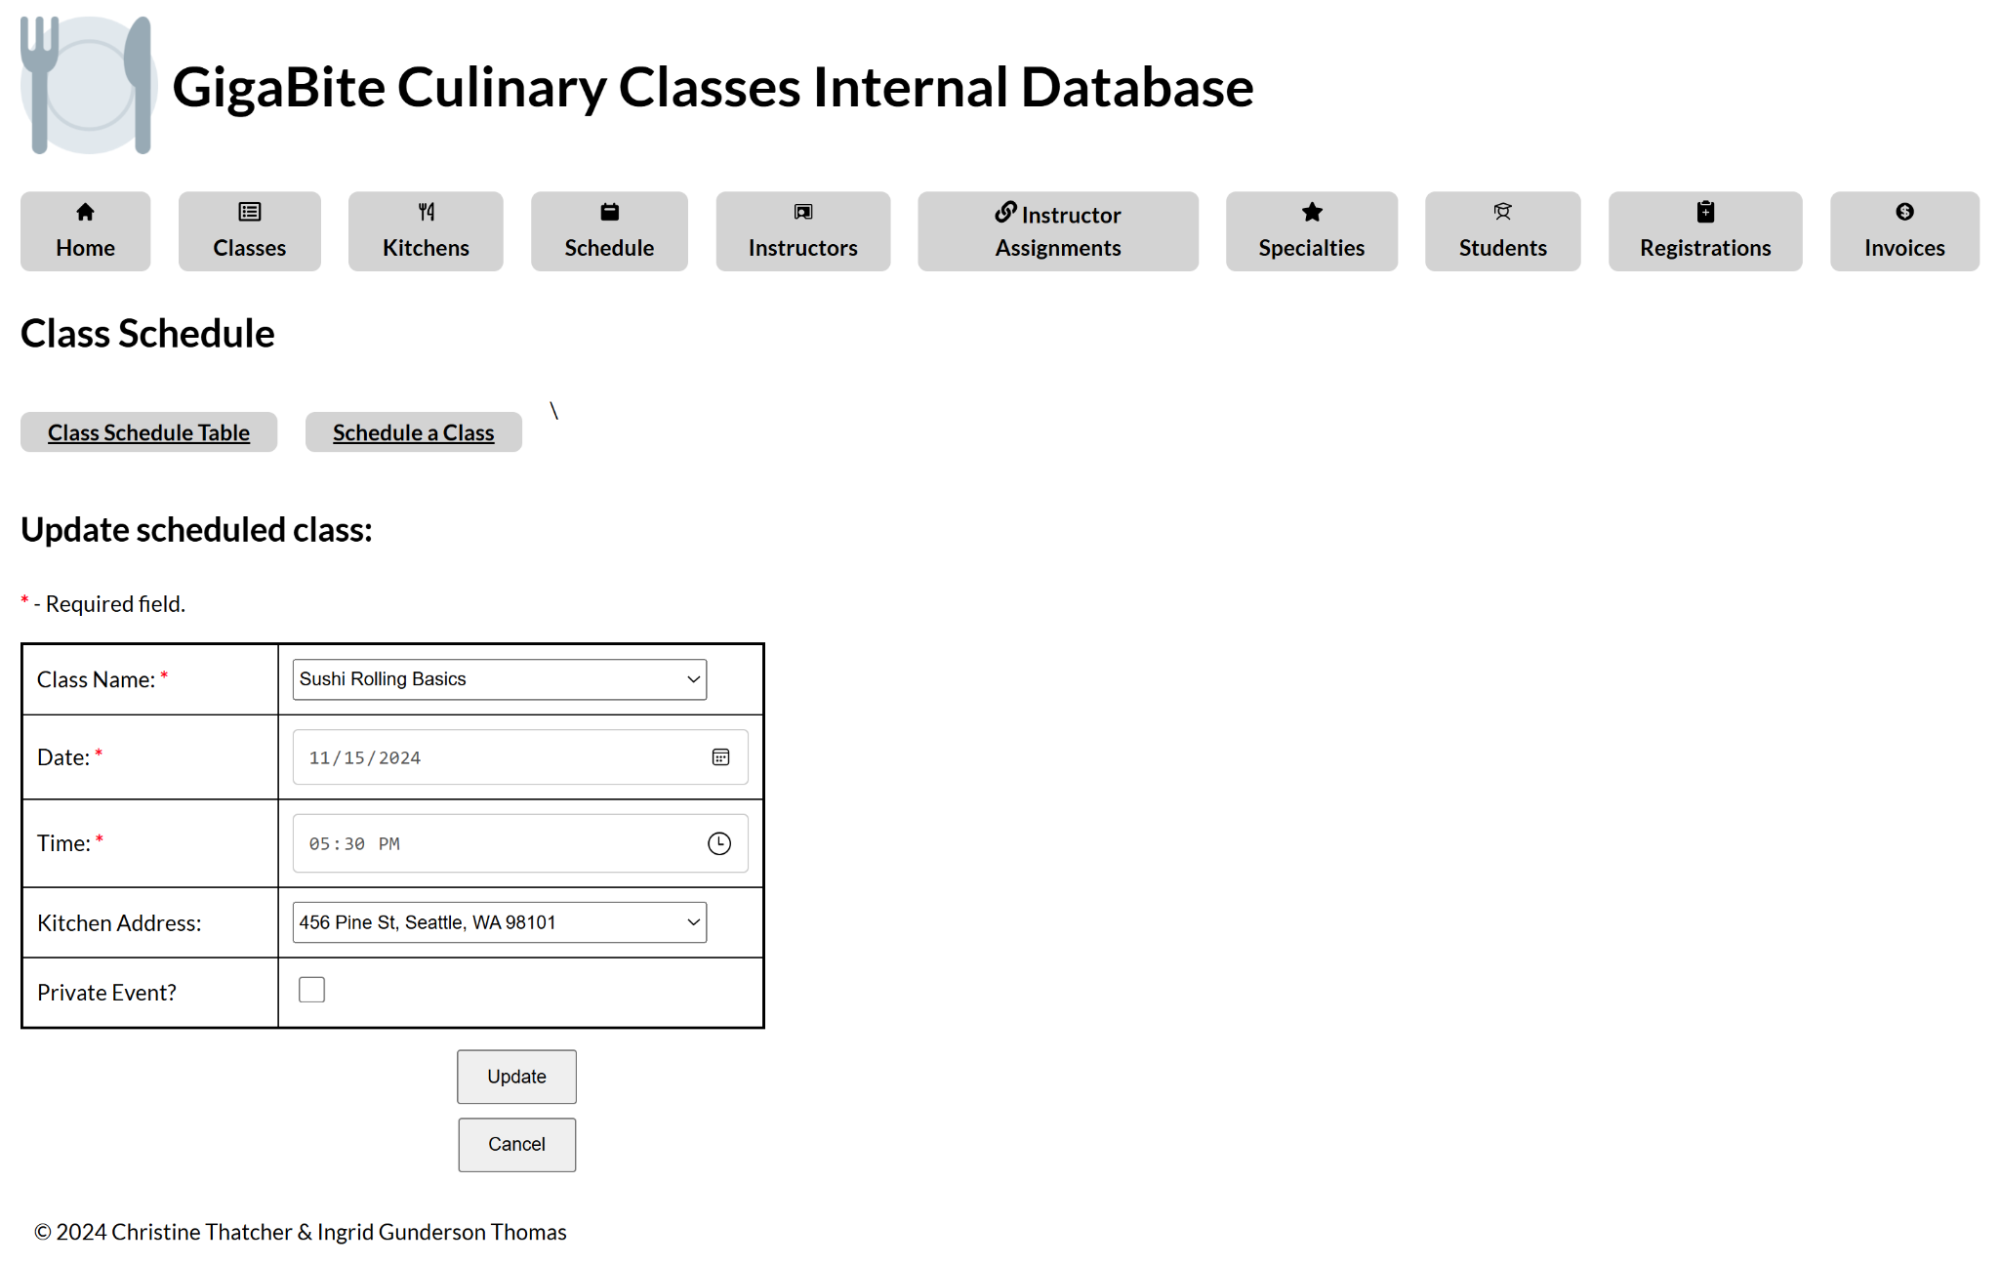 GigaBite Culinary Classes Internal Database
Home
Classes
Kitchens
Schedule
Instructors
Instructor
Assignments
Specialties
Students
Registrations
Invoices
Class Schedule
\
Class Schedule Table
Schedule a Class
Update scheduled class:
* - Required field.
Class Name: * Sushi Rolling Basics
Date: * 11/15/2024
Time: * 05:30 PM
Kitchen Address: 456 Pine St, Seattle, WA 98101
Private Event?
Update
Cancel
© 2024 Christine Thatcher & Ingrid Gunderson Thomas